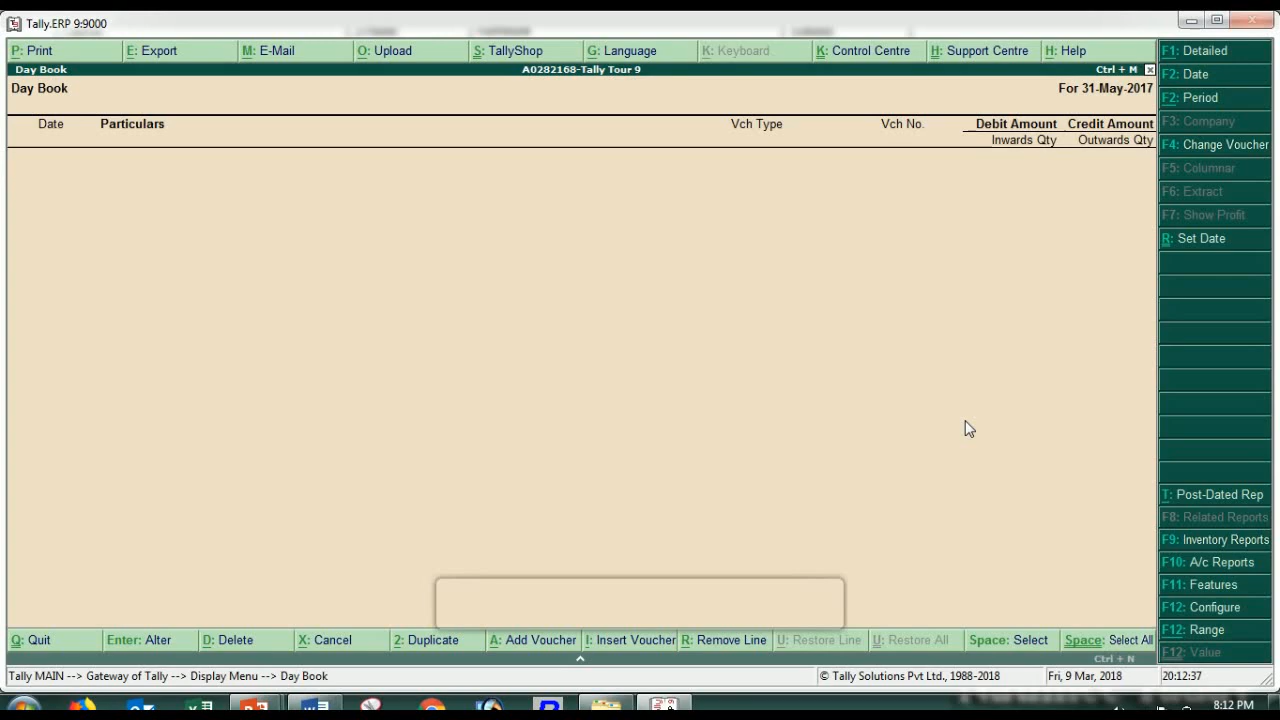 Tally.ERP 9:9000
P: Print E: Export M: E-Mail O: Upload S: TallyShop G: Language K: Keyboard K: Control Centre H: Support Centre H: Help
Day Book A0282168-Tally Tour 9 Ctrl + M
Day Book For 31-May-2017
Date Particulars Vch Type Vch No. Debit Amount Credit Amount
Inwards Qty Outwards Qty
F1: Detailed
F2: Date
F2: Period
F3: Company
F4: Change Voucher
F5: Columnar
F6: Extract
F7: Show Profit
R: Set Date
T: Post-Dated Rep
F8: Related Reports
F9: Inventory Reports
F10: A/c Reports
F11: Features
F12: Configure
F12: Range
F12: Value
Q: Quit Enter: Alter D: Delete X: Cancel 2: Duplicate A: Add Voucher I: Insert Voucher R: Remove Line U: Restore Line U: Restore All Space: Select Space: Select All
Ctrl + N
Tally MAIN --> Gateway of Tally --> Display Menu --> Day Book © Tally Solutions Pvt Ltd., 1988-2018 Fri, 9 Mar, 2018 20:12:37
8:12 PM